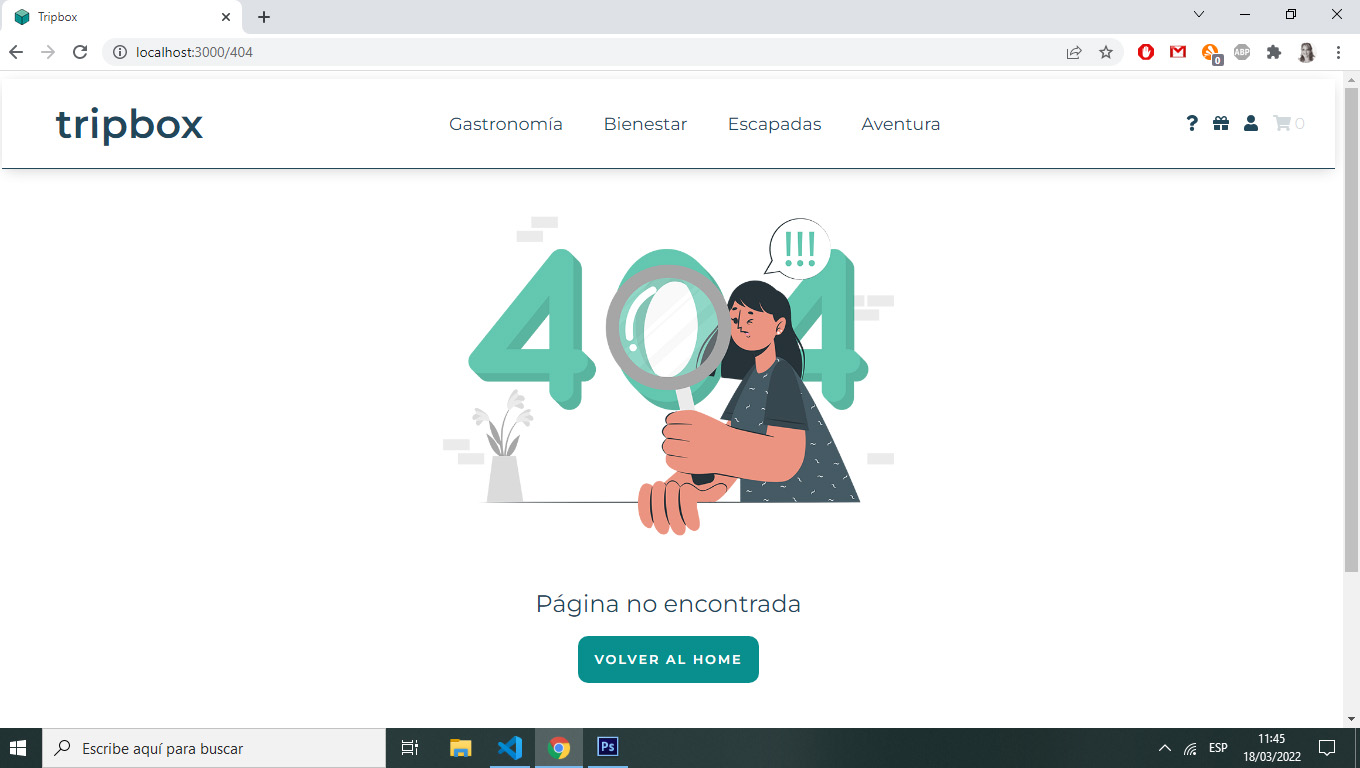 Tripbox
localhost:3000/404
0
ABP
tripbox
Gastronomía
Bienestar
Escapadas
Aventura
? 0
!!!
404
Página no encontrada
VOLVER AL HOME
Escribe aquí para buscar
Ps
ESP
11:45
18/03/2022